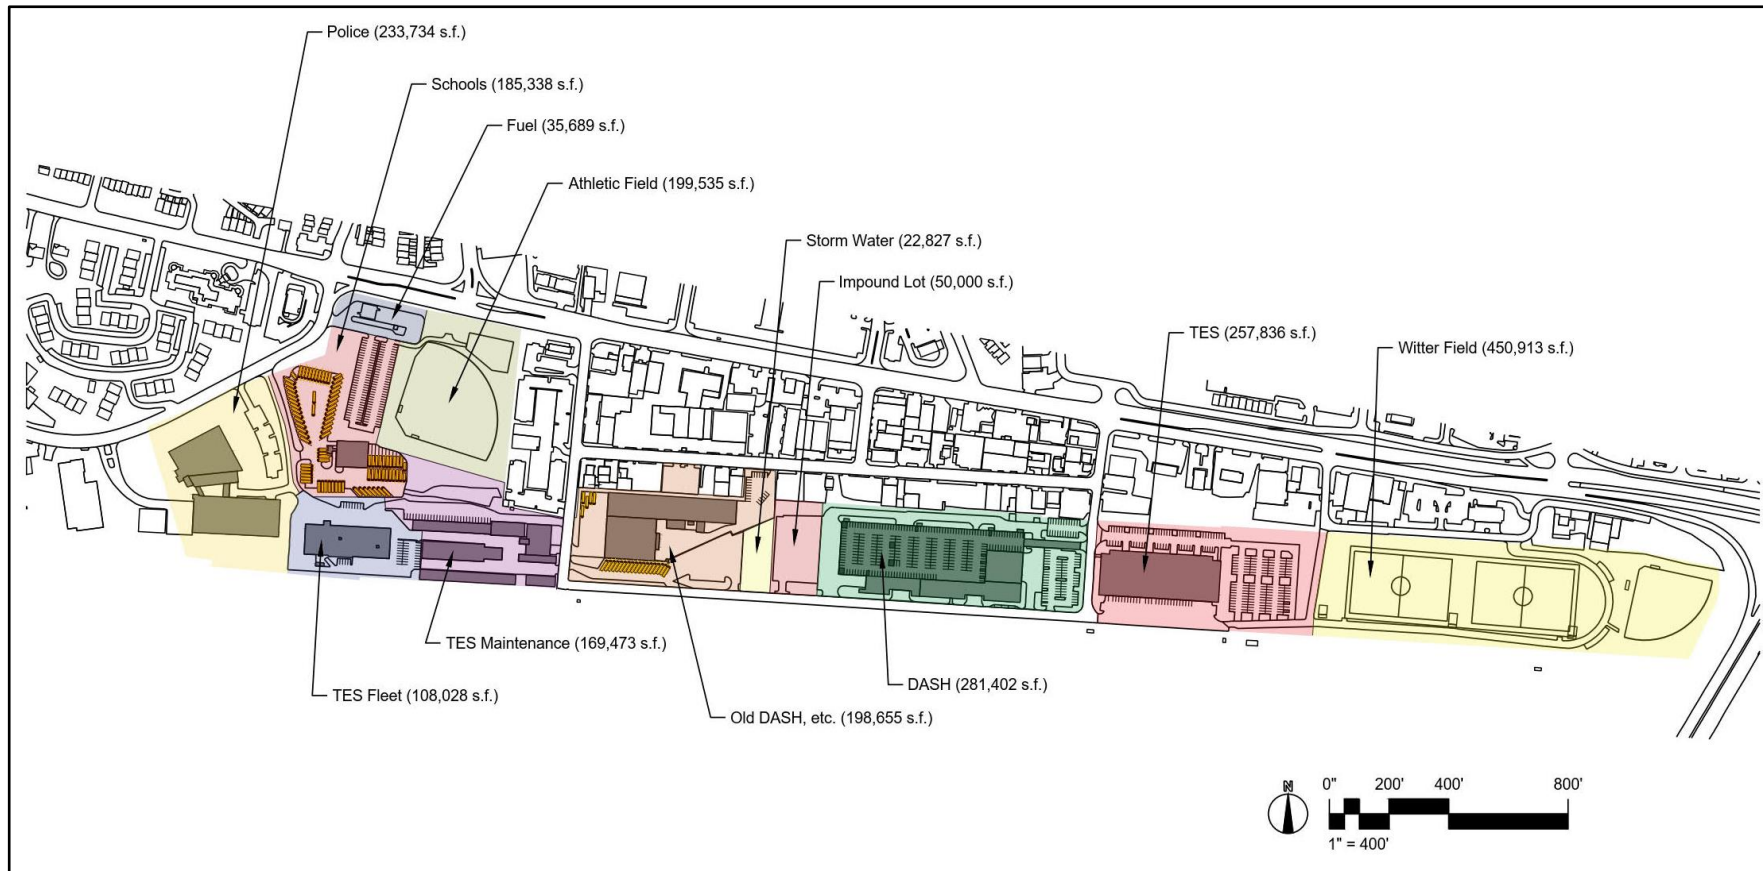 Police (233,734 s.f.)
Schools (185,338 s.f.)
Fuel (35,689 s.f.)
Athletic Field (199,535 s.f.)
Storm Water (22,827 s.f.)
Impound Lot (50,000 s.f.)
TES (257,836 s.f.)
Witter Field (450,913 s.f.)
TES Maintenance (169,473 s.f.)
TES Fleet (108,028 s.f.)
DASH (281,402 s.f.)
Old DASH, etc. (198,655 s.f.)
N
0" 200' 400' 800'
1" = 400'